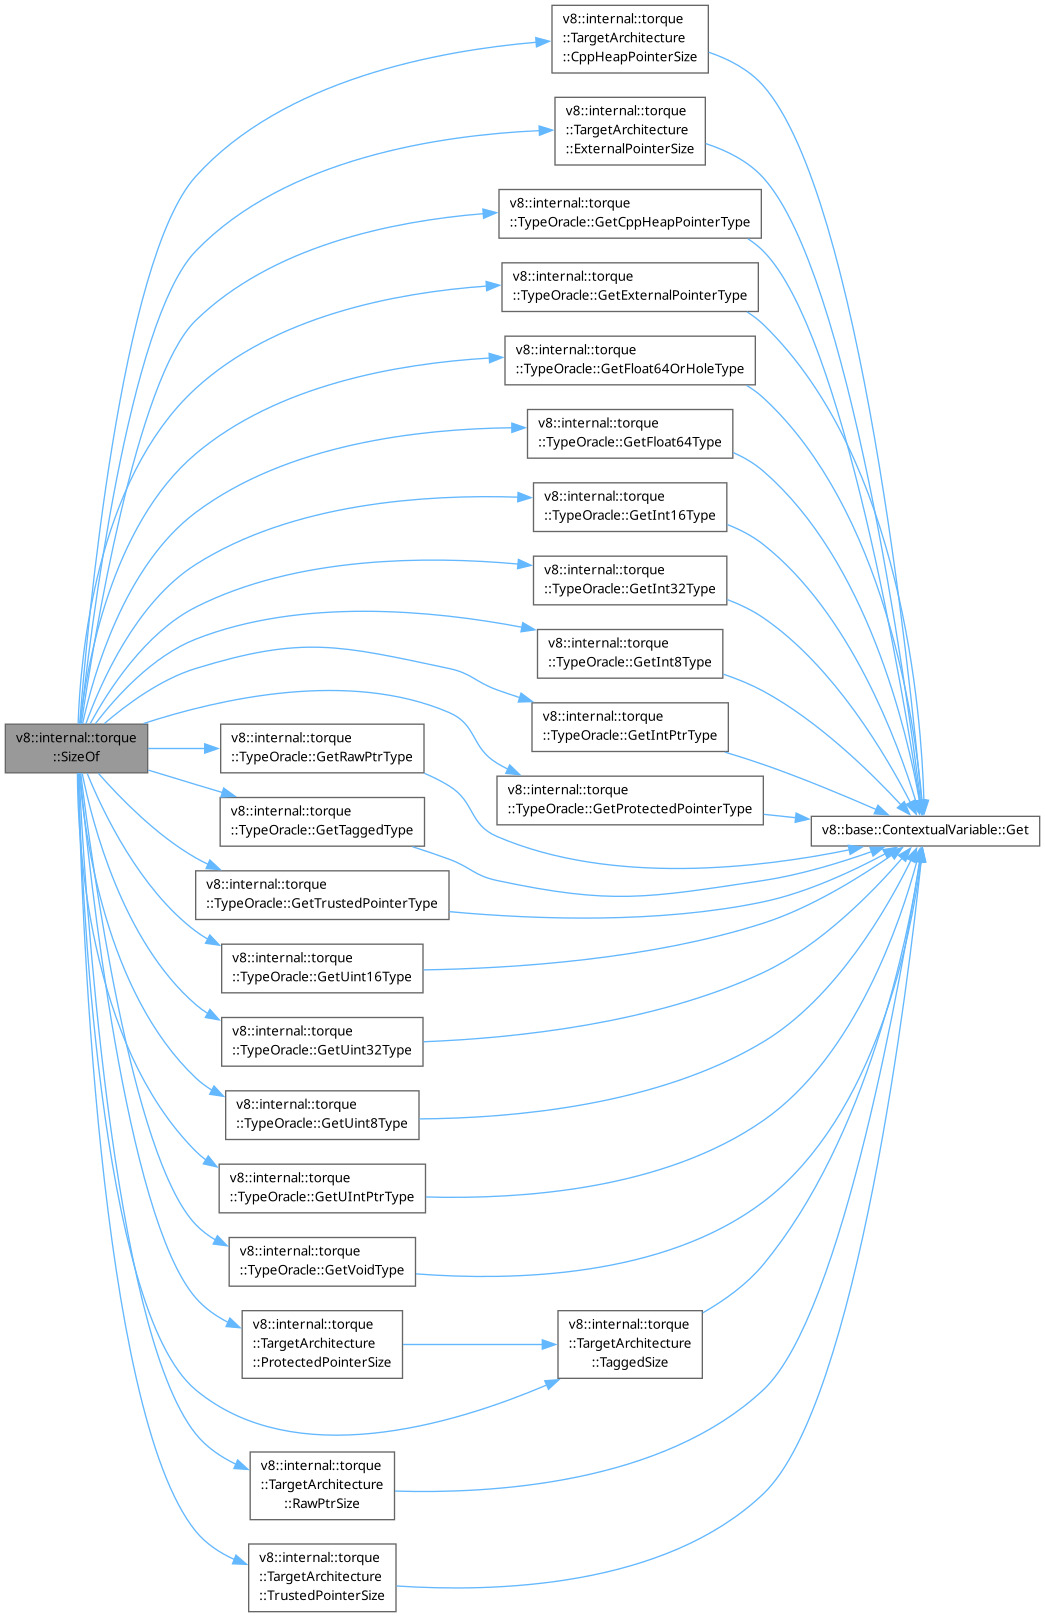 v8::internal::torque
::TargetArchitecture
::CppHeapPointerSize
v8::internal::torque
::TargetArchitecture
::ExternalPointerSize
v8::internal::torque
::TypeOracle::GetCppHeapPointerType
v8::internal::torque
::TypeOracle::GetExternalPointerType
v8::internal::torque
::TypeOracle::GetFloat64OrHoleType
v8::internal::torque
::TypeOracle::GetFloat64Type
v8::internal::torque
::TypeOracle::GetInt16Type
v8::internal::torque
::TypeOracle::GetInt32Type
v8::internal::torque
::TypeOracle::GetInt8Type
v8::internal::torque
::TypeOracle::GetIntPtrType
v8::internal::torque
::SizeOf
v8::internal::torque
::TypeOracle::GetRawPtrType
v8::internal::torque
::TypeOracle::GetProtectedPointerType
v8::internal::torque
::TypeOracle::GetTaggedType
v8::base::ContextualVariable::Get
v8::internal::torque
::TypeOracle::GetTrustedPointerType
v8::internal::torque
::TypeOracle::GetUint16Type
v8::internal::torque
::TypeOracle::GetUint32Type
v8::internal::torque
::TypeOracle::GetUint8Type
v8::internal::torque
::TypeOracle::GetUIntPtrType
v8::internal::torque
::TypeOracle::GetVoidType
v8::internal::torque
::TargetArchitecture
::ProtectedPointerSize
v8::internal::torque
::TargetArchitecture
::TaggedSize
v8::internal::torque
::TargetArchitecture
::RawPtrSize
v8::internal::torque
::TargetArchitecture
::TrustedPointerSize